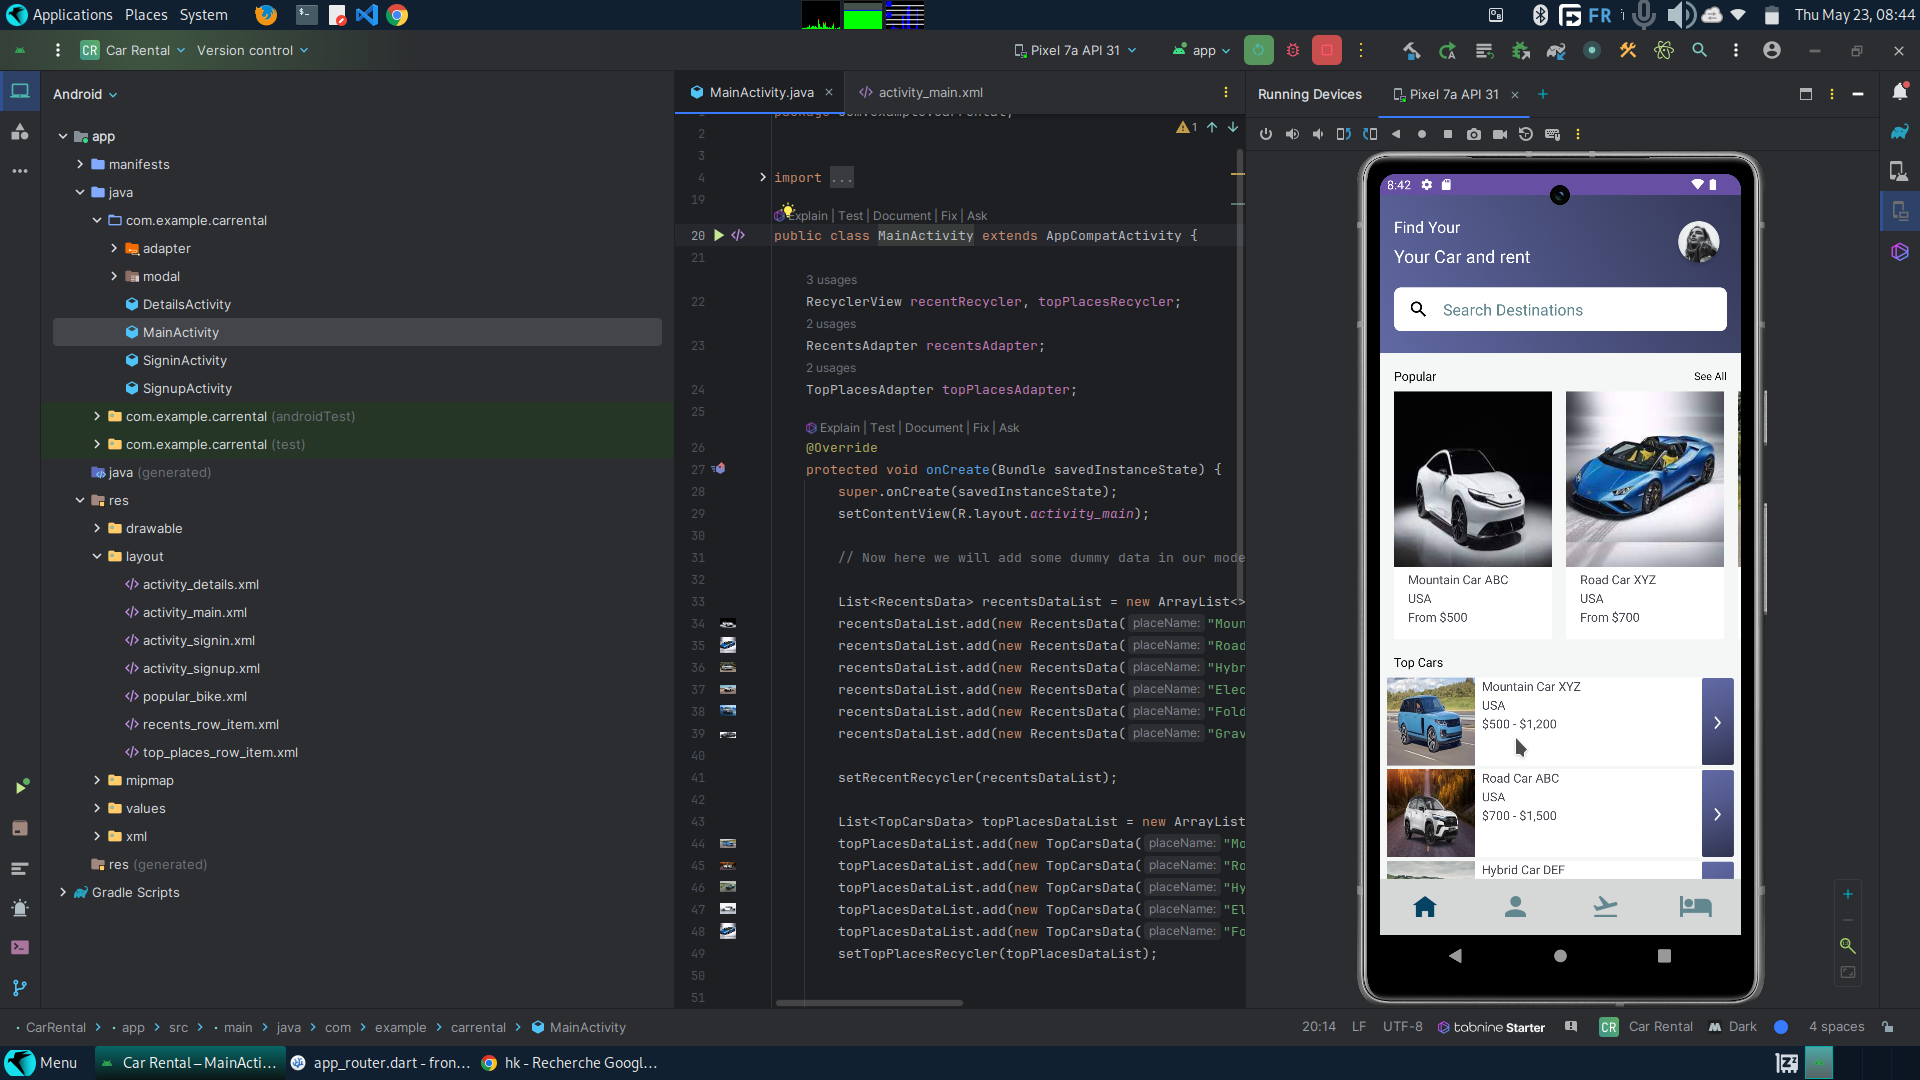 Applications Places System
FR
Thu May 23, 08:44
CR Car Rental Version control
Pixel 7a API 31 app
Android
app
manifests
java
com.example.carrental
adapter
modal
DetailsActivity
MainActivity
SigninActivity
SignupActivity
com.example.carrental (androidTest)
com.example.carrental (test)
java (generated)
res
drawable
layout
activity_details.xml
activity_main.xml
activity_signin.xml
activity_signup.xml
popular_bike.xml
recents_row_item.xml
top_places_row_item.xml
mipmap
values
xml
res (generated)
Gradle Scripts
MainActivity.java activity_main.xml
1
2
3
4 import ...
19
Explain | Test | Document | Fix | Ask
20 public class MainActivity extends AppCompatActivity {
21
3 usages
22 RecyclerView recentRecycler, topPlacesRecycler;
2 usages
23 RecentsAdapter recentsAdapter;
2 usages
24 TopPlacesAdapter topPlacesAdapter;
25
Explain | Test | Document | Fix | Ask
26 @Override
27 protected void onCreate(Bundle savedInstanceState) {
28 super.onCreate(savedInstanceState);
29 setContentView(R.layout.activity_main);
30
31 // Now here we will add some dummy data in our mode
32
33 List<RecentsData> recentsDataList = new ArrayList<>
34 recentsDataList.add(new RecentsData( placeName: "Moun
35 recentsDataList.add(new RecentsData( placeName: "Road
36 recentsDataList.add(new RecentsData( placeName: "Hybr
37 recentsDataList.add(new RecentsData( placeName: "Elec
38 recentsDataList.add(new RecentsData( placeName: "Fold
39 recentsDataList.add(new RecentsData( placeName: "Grav
40
41 setRecentRecycler(recentsDataList);
42
43 List<TopCarsData> topPlacesDataList = new ArrayList
44 topPlacesDataList.add(new TopCarsData( placeName: "Mo
45 topPlacesDataList.add(new TopCarsData( placeName: "Ro
46 topPlacesDataList.add(new TopCarsData( placeName: "Hy
47 topPlacesDataList.add(new TopCarsData( placeName: "El
48 topPlacesDataList.add(new TopCarsData( placeName: "Fo
49 setTopPlacesRecycler(topPlacesDataList);
50
51
Running Devices Pixel 7a API 31
8:42
Find Your
Your Car and rent
Search Destinations
Popular See All
Mountain Car ABC
USA
From $500
Road Car XYZ
USA
From $700
Top Cars
Mountain Car XYZ
USA
$500 - $1,200
Road Car ABC
USA
$700 - $1,500
Hybrid Car DEF
CarRental > app > src > main > java > com > example > carrental > MainActivity
20:14 LF UTF-8 tabnine Starter CR Car Rental Dark 4 spaces
Menu Car Rental – MainActi... app_router.dart - fron... hk - Recherche Googl...